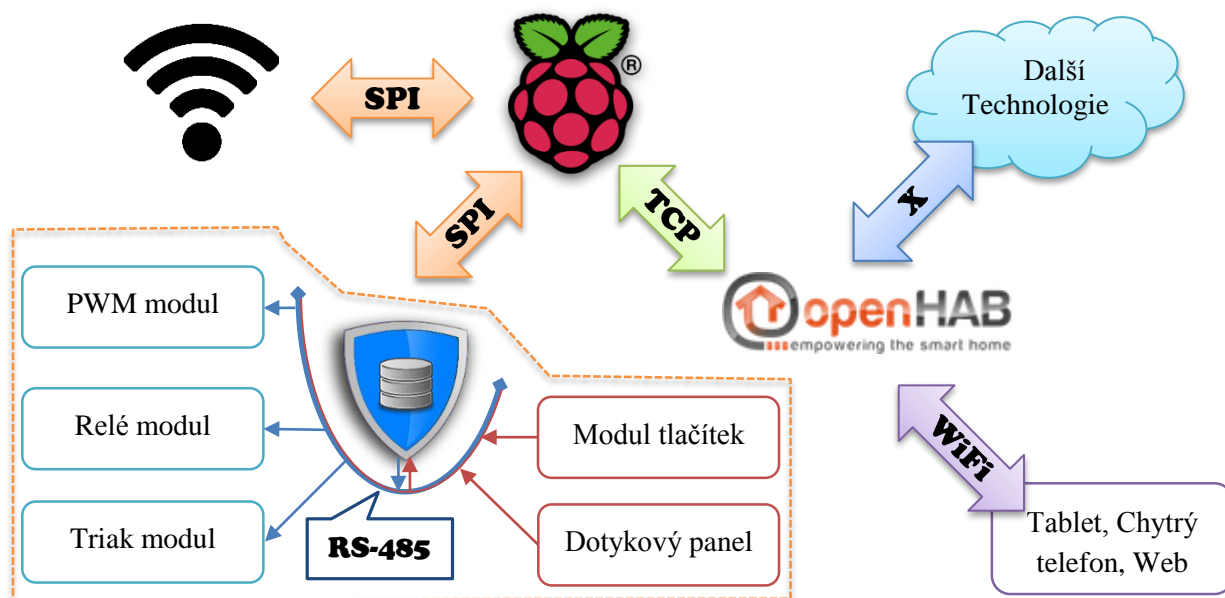 SPI
®
Další
Technologie
SPI
TCP
X
openHAB
empowering the smart home
PWM modul
Relé modul
Triak modul
RS-485
Modul tlačítek
Dotykový panel
WiFi
Tablet, Chytrý
telefon, Web